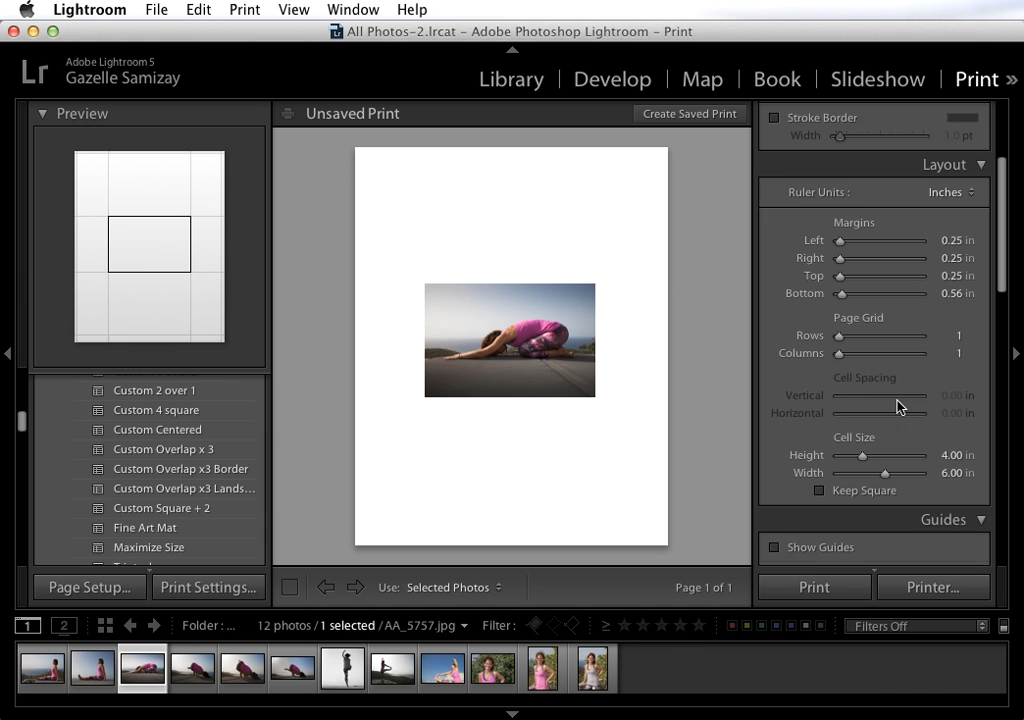 Lightroom File Edit Print View Window Help
All Photos-2.lrcat – Adobe Photoshop Lightroom – Print
Lr
Adobe Lightroom 5
Gazelle Samizay
Library | Develop | Map | Book | Slideshow | Print »
Preview
Unsaved Print
Create Saved Print
Stroke Border
Width 1.0 pt
Layout
Ruler Units : Inches
Margins
Left 0.25 in
Right 0.25 in
Top 0.25 in
Bottom 0.56 in
Page Grid
Rows 1
Columns 1
Cell Spacing
Vertical 0.00 in
Horizontal 0.00 in
Cell Size
Height 4.00 in
Width 6.00 in
Keep Square
Guides
Show Guides
Custom 2 over 1
Custom 4 square
Custom Centered
Custom Overlap x 3
Custom Overlap x3 Border
Custom Overlap x3 Lands...
Custom Square + 2
Fine Art Mat
Maximize Size
Page Setup... Print Settings...
Use: Selected Photos
Page 1 of 1
Print Printer...
1 2 Folder : ... 12 photos / 1 selected / AA_5757.jpg Filter : ≥ Filters Off